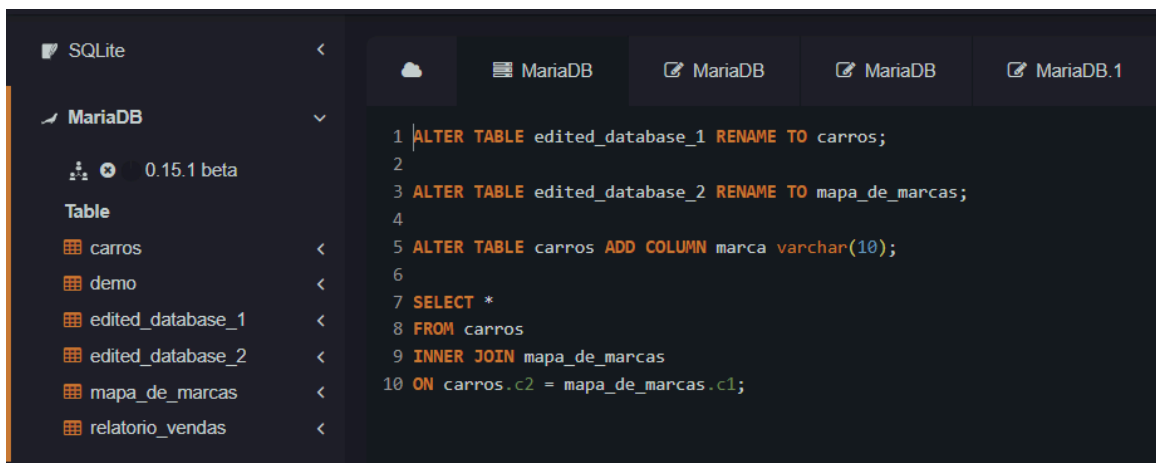 SQLite
MariaDB
0.15.1 beta
Table
carros
demo
edited_database_1
edited_database_2
mapa_de_marcas
relatorio_vendas
MariaDB MariaDB MariaDB MariaDB.1
1 ALTER TABLE edited_database_1 RENAME TO carros;
2
3 ALTER TABLE edited_database_2 RENAME TO mapa_de_marcas;
4
5 ALTER TABLE carros ADD COLUMN marca varchar(10);
6
7 SELECT *
8 FROM carros
9 INNER JOIN mapa_de_marcas
10 ON carros.c2 = mapa_de_marcas.c1;